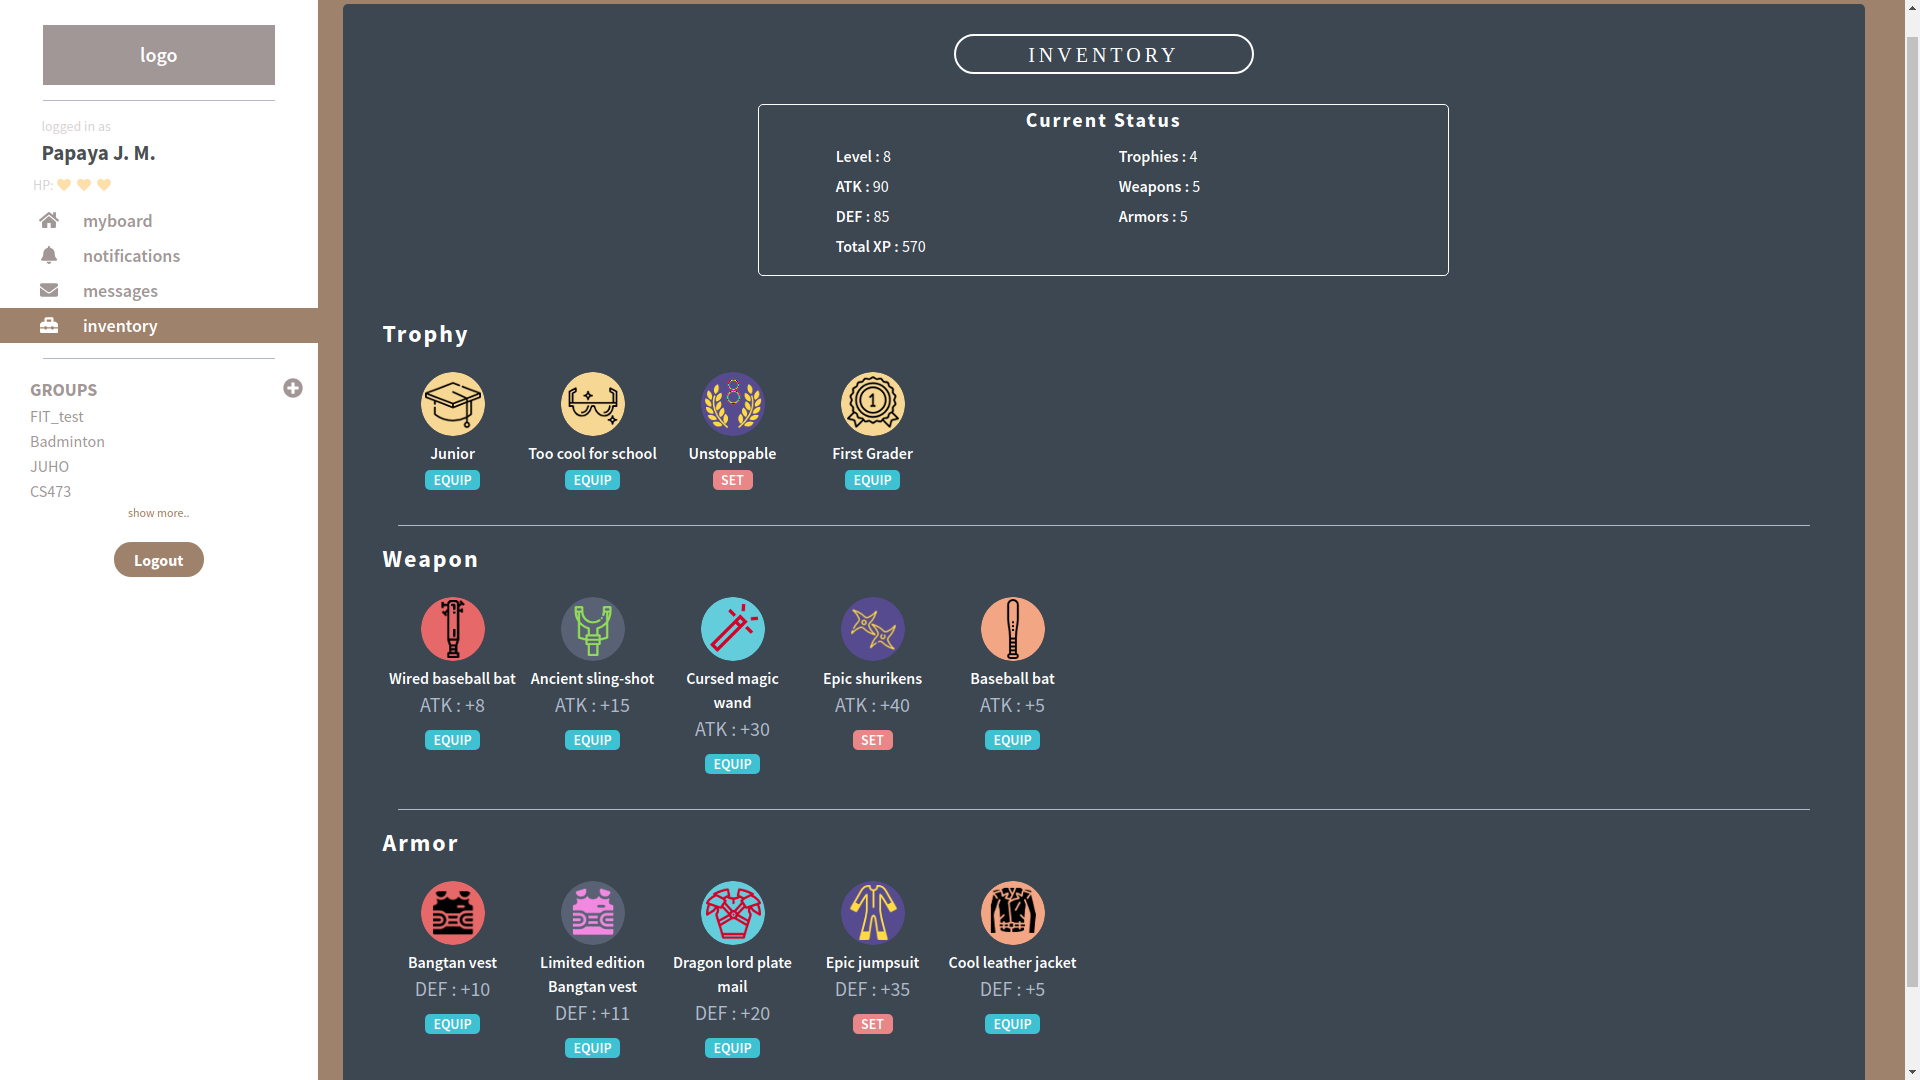 logo
logged in as
Papaya J. M.
HP:
myboard
notifications
messages
inventory
GROUPS
FIT_test
Badminton
JUHO
CS473
show more..
Logout
INVENTORY
Current Status
Level : 8
ATK : 90
DEF : 85
Total XP : 570
Trophies : 4
Weapons : 5
Armors : 5
Trophy
1
Junior
EQUIP
Too cool for school
EQUIP
Unstoppable
SET
First Grader
EQUIP
Weapon
Wired baseball bat
ATK : +8
EQUIP
Ancient sling-shot
ATK : +15
EQUIP
Cursed magic
wand
ATK : +30
EQUIP
Epic shurikens
ATK : +40
SET
Baseball bat
ATK : +5
EQUIP
Armor
Bangtan vest
DEF : +10
EQUIP
Limited edition
Bangtan vest
DEF : +11
EQUIP
Dragon lord plate
mail
DEF : +20
EQUIP
Epic jumpsuit
DEF : +35
SET
Cool leather jacket
DEF : +5
EQUIP